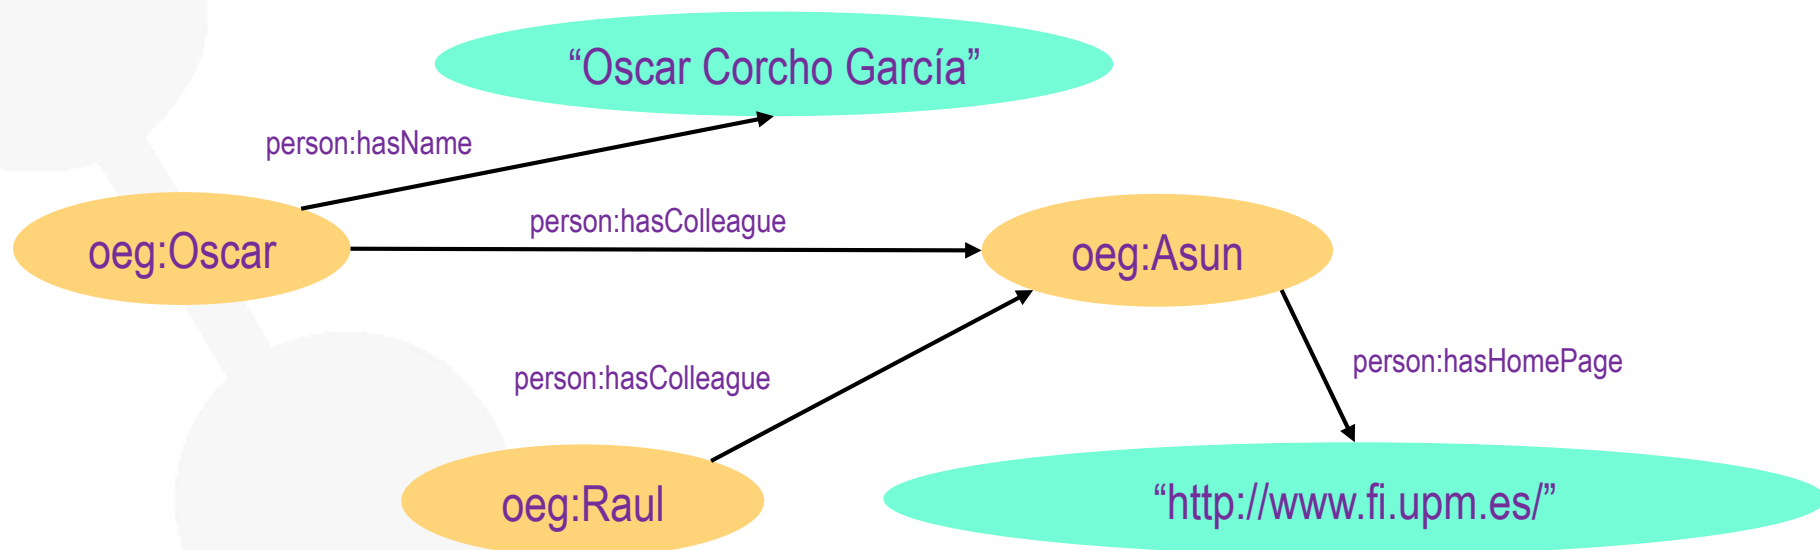 “Oscar Corcho García”
person:hasName
person:hasColleague
oeg:Oscar
oeg:Asun
person:hasColleague
person:hasHomePage
oeg:Raul
“http://www.fi.upm.es/”